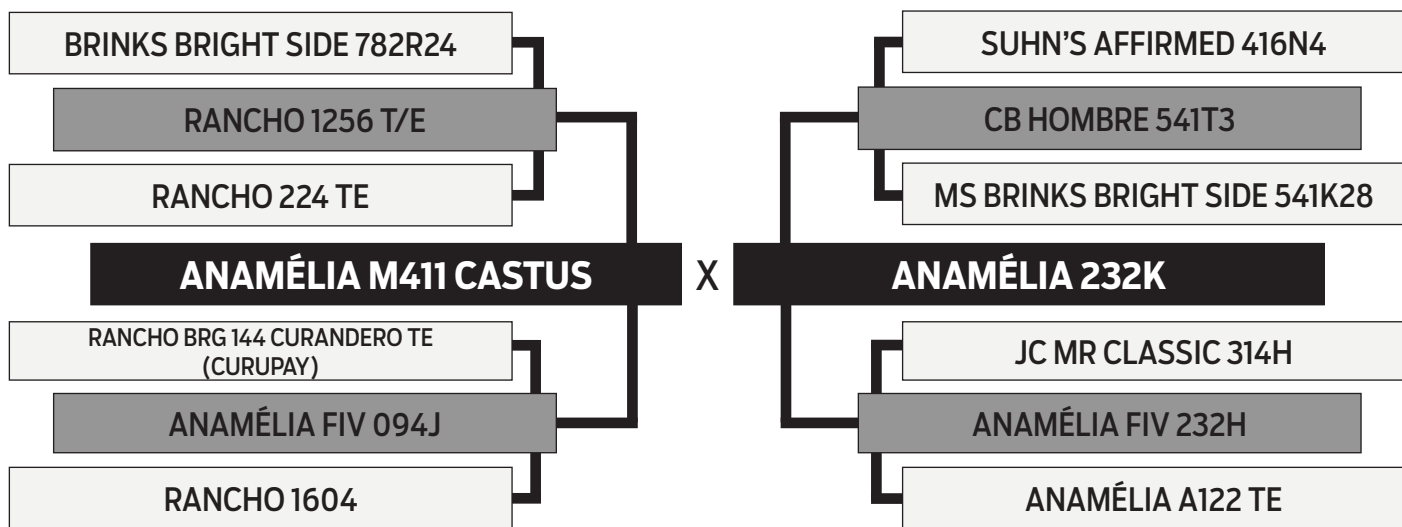 BRINKS BRIGHT SIDE 782R24
RANCHO 1256 T/E
RANCHO 224 TE
ANAMÉLIA M411 CASTUS
RANCHO BRG 144 CURANDERO TE
(CURUPAY)
ANAMÉLIA FIV 094J
RANCHO 1604
X
SUHN’S AFFIRMED 416N4
CB HOMBRE 541T3
MS BRINKS BRIGHT SIDE 541K28
ANAMÉLIA 232K
JC MR CLASSIC 314H
ANAMÉLIA FIV 232H
ANAMÉLIA A122 TE